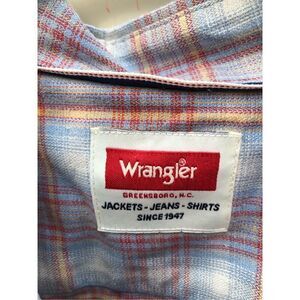 Wrangler
GREENSBORO, N.C.
JACKETS - JEANS - SHIRTS
SINCE 1947